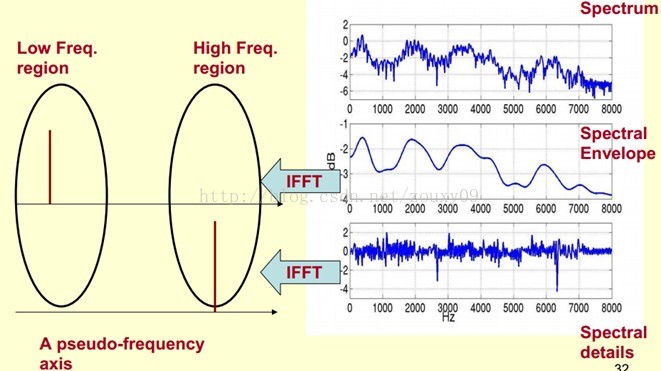 Spectrum
Low Freq.
region
High Freq.
region
2
0
-2
-4
-6
0 1000 2000 3000 4000 5000 6000 7000 8000
Spectral
Envelope
-1
-2
dB
-3
-4
0 1000 2000 3000 4000 5000 6000 7000 8000
IFFT
http://blog.csdn.net/zouxy09
2
0
-2
-4
0 1000 2000 3000 4000 5000 6000 7000 8000
Hz
IFFT
Spectral
details
A pseudo-frequency
axis
32